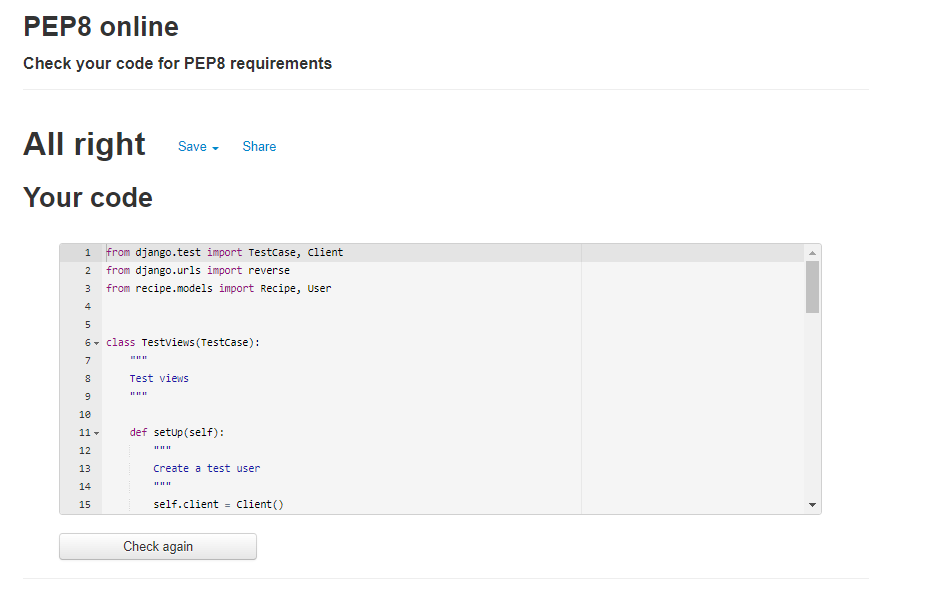 PEP8 online
Check your code for PEP8 requirements
All right Save Share
Your code
1 from django.test import TestCase, Client
2 from django.urls import reverse
3 from recipe.models import Recipe, User
4
5
6 class TestViews(TestCase):
7 """
8 Test views
9 """
10
11 def setUp(self):
12 """
13 Create a test user
14 """
15 self.client = Client()
Check again